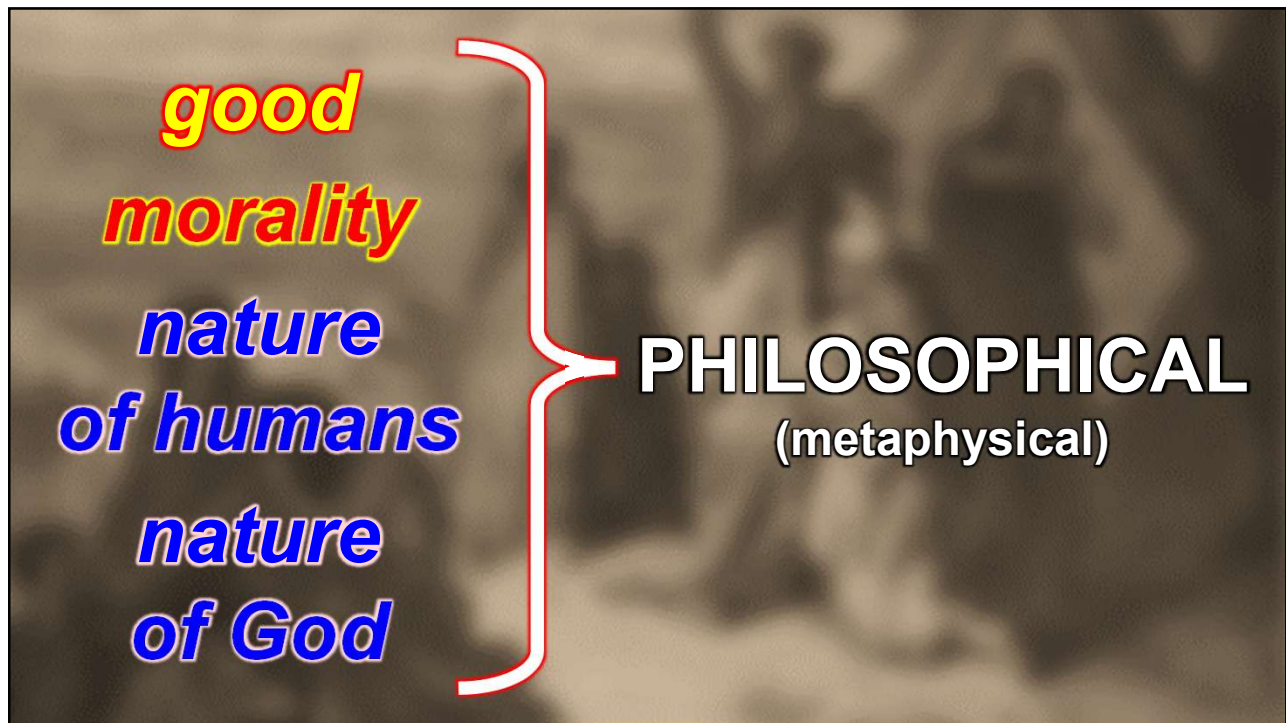 good
morality
nature
of humans
nature
of God
PHILOSOPHICAL
(metaphysical)